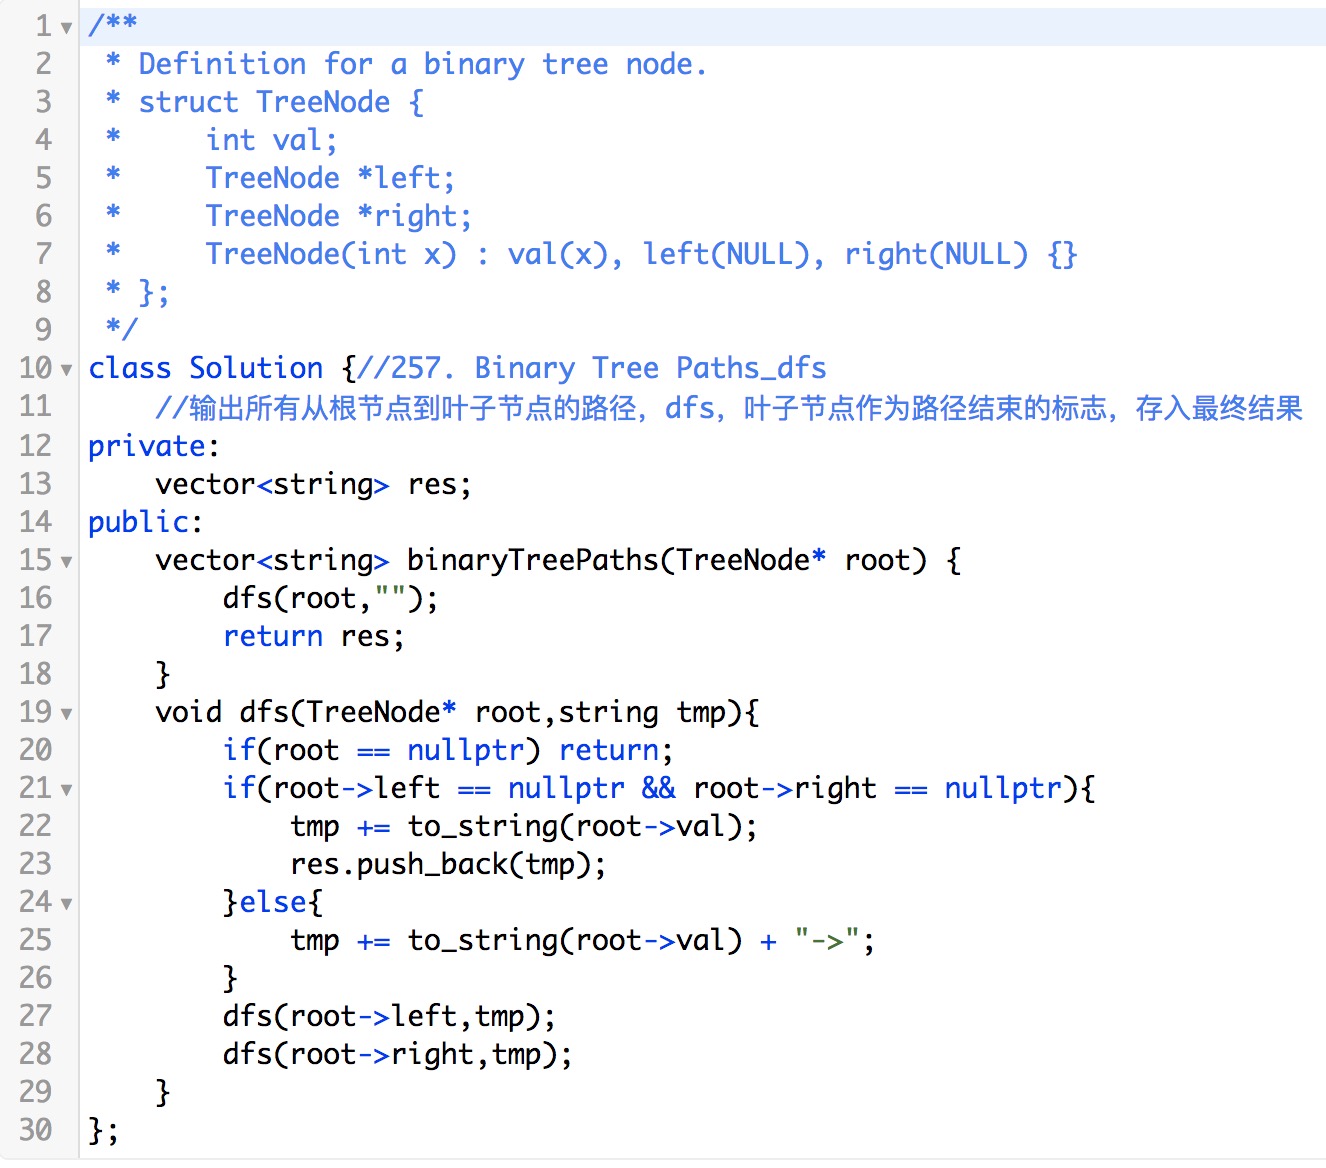 1 /**
2  * Definition for a binary tree node.
3  * struct TreeNode {
4  *     int val;
5  *     TreeNode *left;
6  *     TreeNode *right;
7  *     TreeNode(int x) : val(x), left(NULL), right(NULL) {}
8  * };
9  */
10 class Solution {//257. Binary Tree Paths_dfs
11     //输出所有从根节点到叶子节点的路径，dfs，叶子节点作为路径结束的标志，存入最终结果
12 private:
13     vector<string> res;
14 public:
15     vector<string> binaryTreePaths(TreeNode* root) {
16         dfs(root,"");
17         return res;
18     }
19     void dfs(TreeNode* root,string tmp){
20         if(root == nullptr) return;
21         if(root->left == nullptr && root->right == nullptr){
22             tmp += to_string(root->val);
23             res.push_back(tmp);
24         }else{
25             tmp += to_string(root->val) + "->";
26         }
27         dfs(root->left,tmp);
28         dfs(root->right,tmp);
29     }
30 };